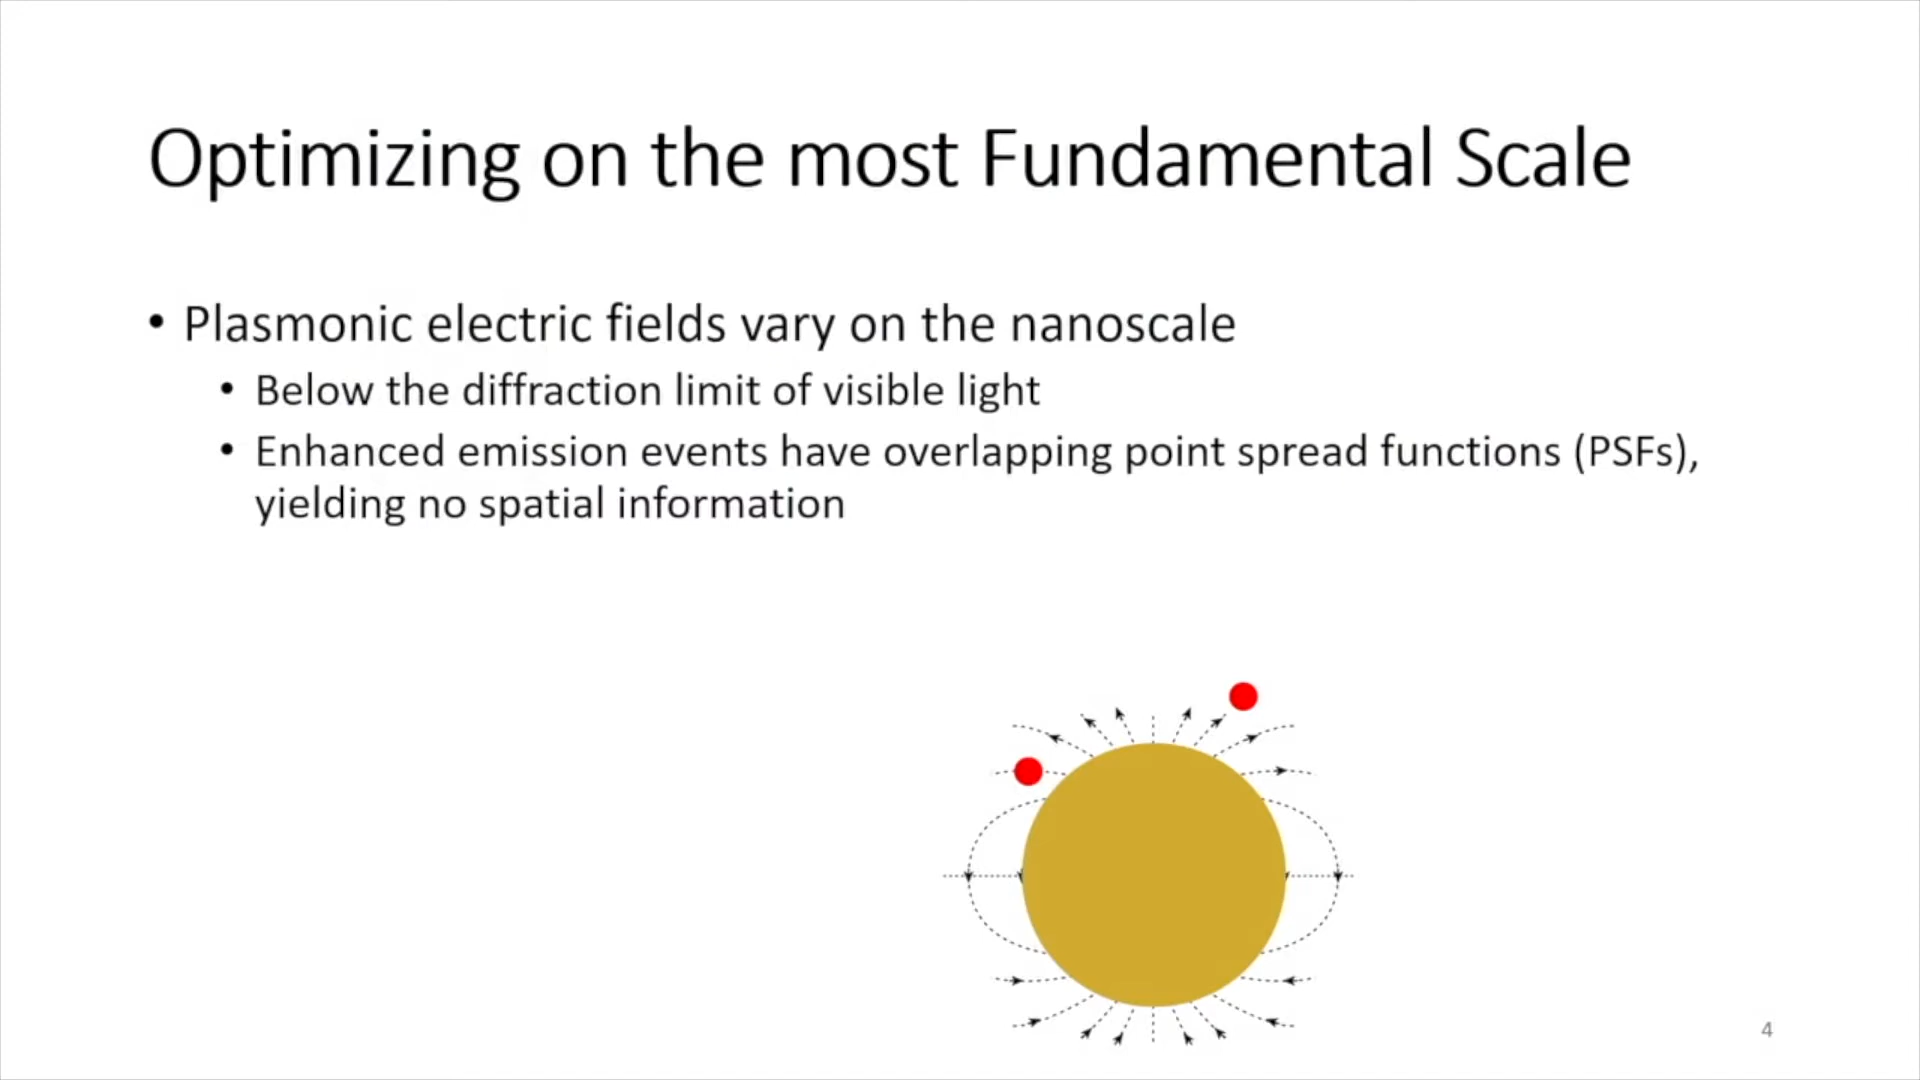 Optimizing on the most Fundamental Scale
• Plasmonic electric fields vary on the nanoscale
• Below the diffraction limit of visible light
• Enhanced emission events have overlapping point spread functions (PSFs),
yielding no spatial information
4